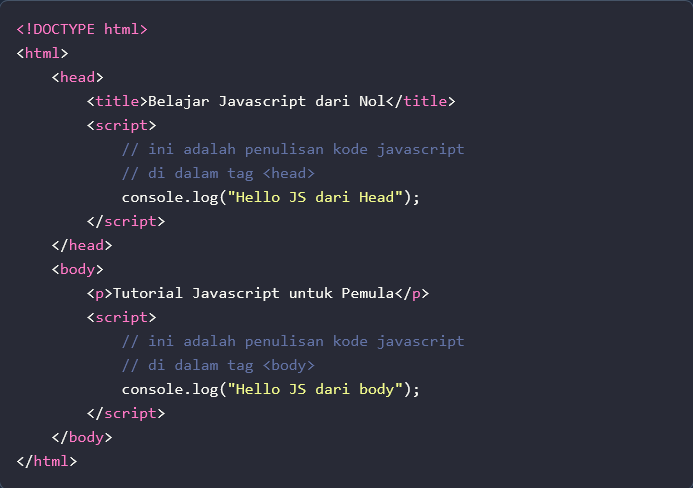 <!DOCTYPE html>
<html>
    <head>
        <title>Belajar Javascript dari Nol</title>
        <script>
            // ini adalah penulisan kode javascript
            // di dalam tag <head>
            console.log("Hello JS dari Head");
        </script>
    </head>
    <body>
        <p>Tutorial Javascript untuk Pemula</p>
        <script>
            // ini adalah penulisan kode javascript
            // di dalam tag <body>
            console.log("Hello JS dari body");
        </script>
    </body>
</html>